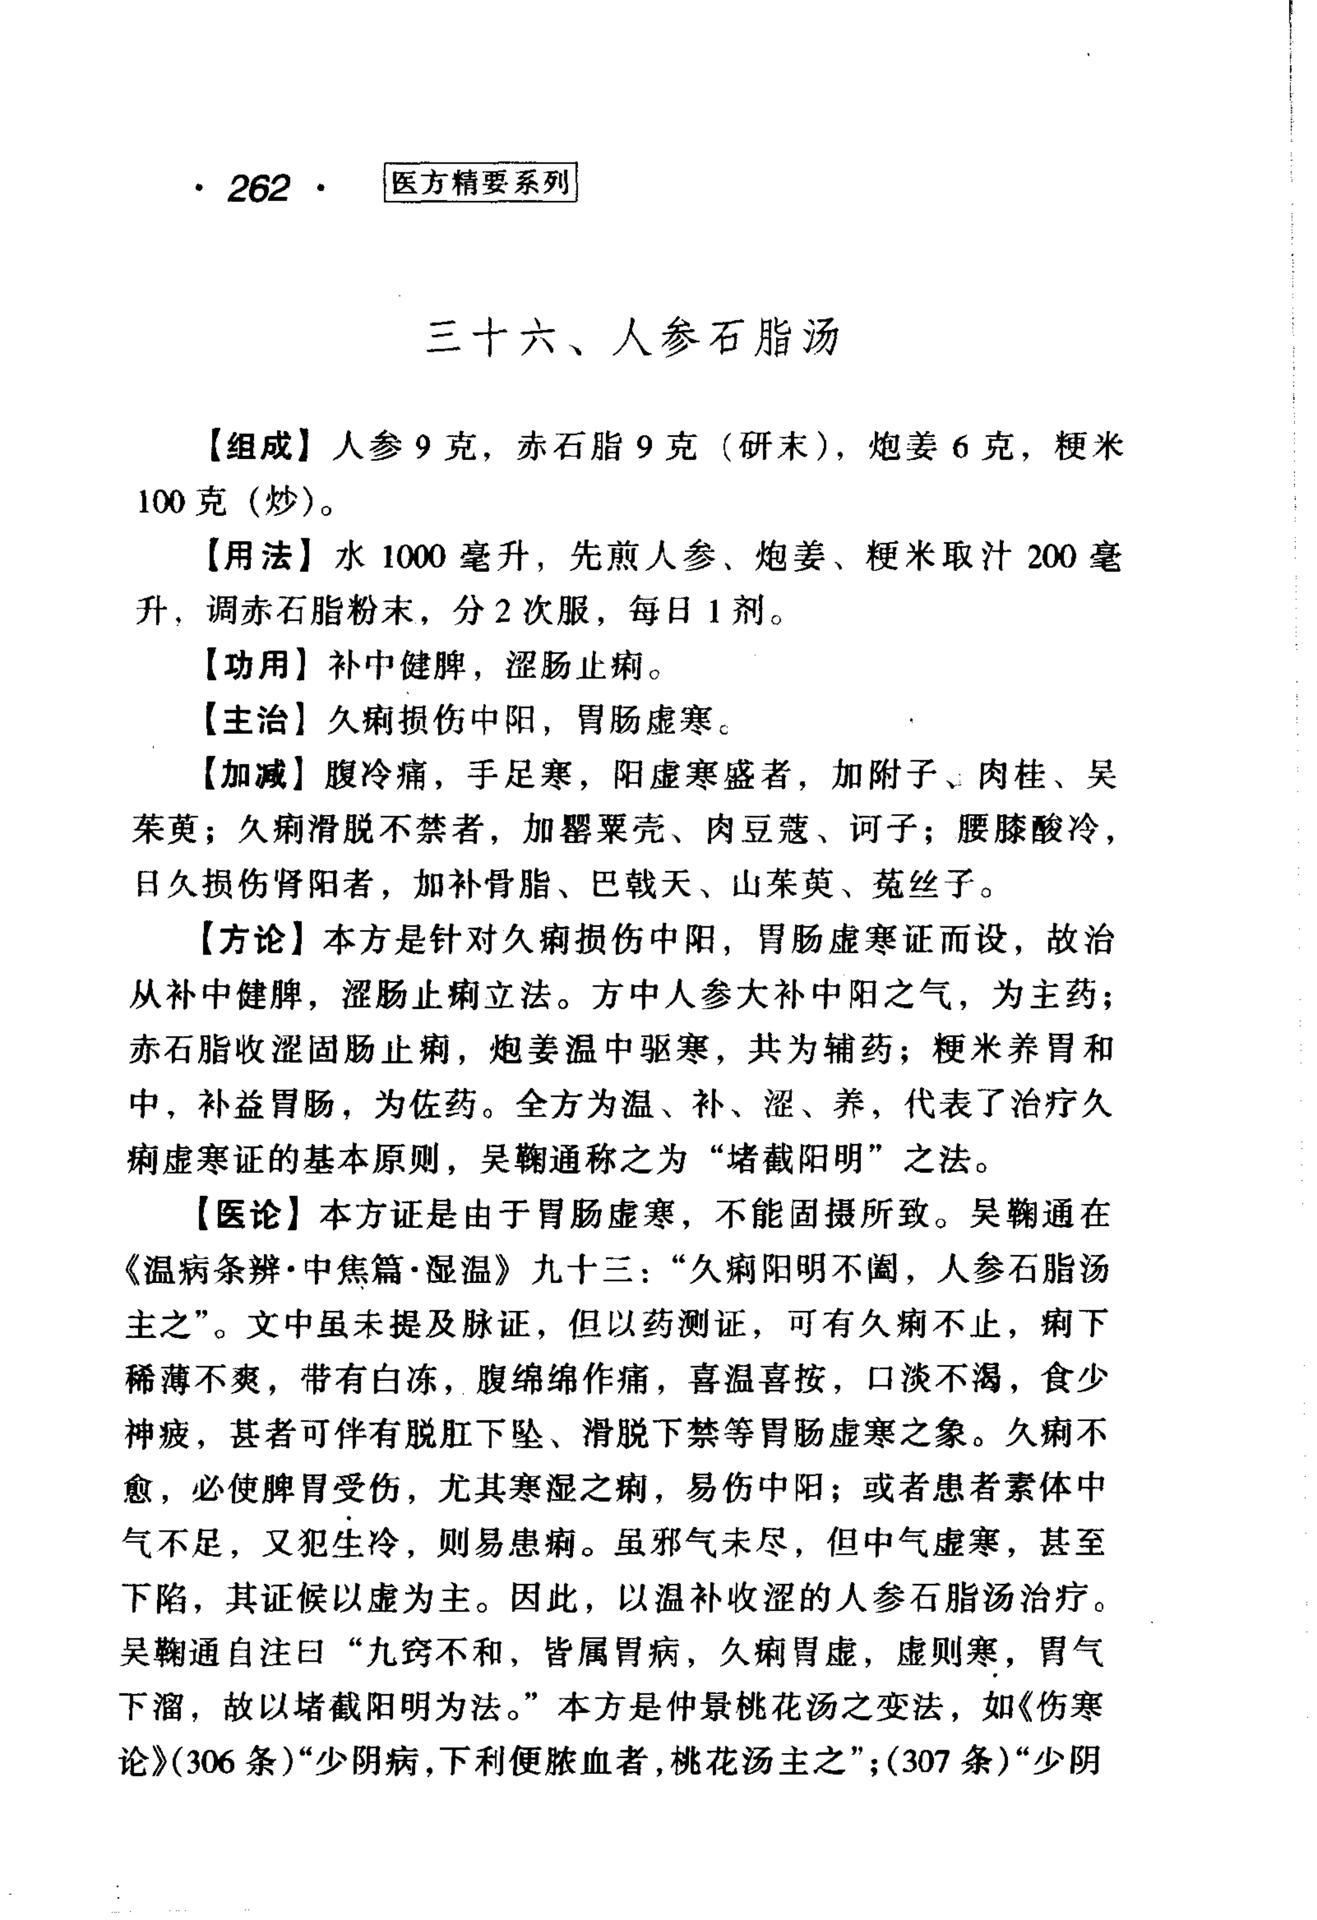 · 262 · 医方精要系列
三十六、人参石脂汤
【组成】人参 9 克，赤石脂 9 克（研末），炮姜 6 克，粳米
100 克（炒）。
【用法】水 1000 毫升，先煎人参、炮姜、粳米取汁 200 毫
升，调赤石脂粉末，分 2 次服，每日 1 剂。
【功用】补中健脾，涩肠止痢。
【主治】久痢损伤中阳，胃肠虚寒。
【加减】腹冷痛，手足寒，阳虚寒盛者，加附子、肉桂、吴
茱萸；久痢滑脱不禁者，加罂粟壳、肉豆蔻、诃子；腰膝酸冷，
日久损伤肾阳者，加补骨脂、巴戟天、山茱萸、菟丝子。
【方论】本方是针对久痢损伤中阳，胃肠虚寒证而设，故治
从补中健脾，涩肠止痢立法。方中人参大补中阳之气，为主药；
赤石脂收涩固肠止痢，炮姜温中驱寒，共为辅药；粳米养胃和
中，补益胃肠，为佐药。全方为温、补、涩、养，代表了治疗久
痢虚寒证的基本原则，吴鞠通称之为“堵截阳明”之法。
【医论】本方证是由于胃肠虚寒，不能固摄所致。吴鞠通在
《温病条辨·中焦篇·湿温》九十三：“久痢阳明不阖，人参石脂汤
主之”。文中虽未提及脉证，但以药测证，可有久痢不止，痢下
稀薄不爽，带有白冻，腹绵绵作痛，喜温喜按，口淡不渴，食少
神疲，甚者可伴有脱肛下坠、滑脱下禁等胃肠虚寒之象。久痢不
愈，必使脾胃受伤，尤其寒湿之痢，易伤中阳；或者患者素体中
气不足，又犯生冷，则易患痢。虽邪气未尽，但中气虚寒，甚至
下陷，其证候以虚为主。因此，以温补收涩的人参石脂汤治疗。
吴鞠通自注曰“九窍不和，皆属胃病，久痢胃虚，虚则寒，胃气
下溜，故以堵截阳明为法。”本方是仲景桃花汤之变法，如《伤寒
论》（306 条）“少阴病，下利便脓血者，桃花汤主之”；（307 条）“少阴